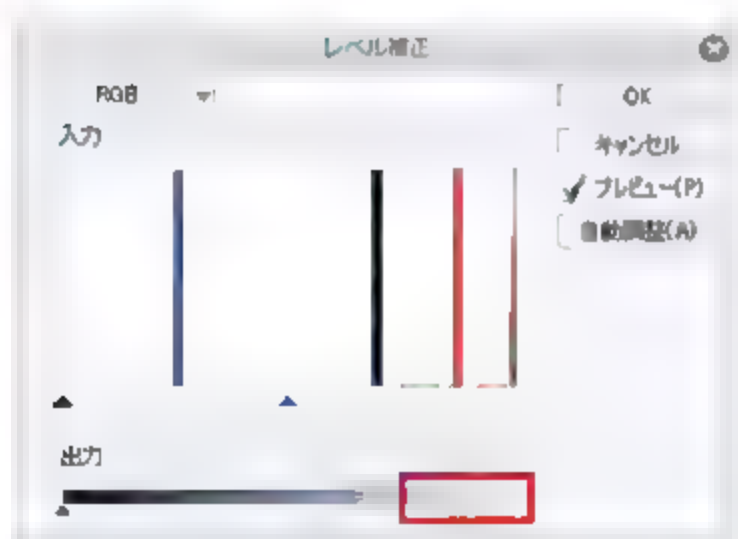 レベル補正
RGB
OK
入力
キャンセル
プレビュー(P)
自動調整(A)
出力